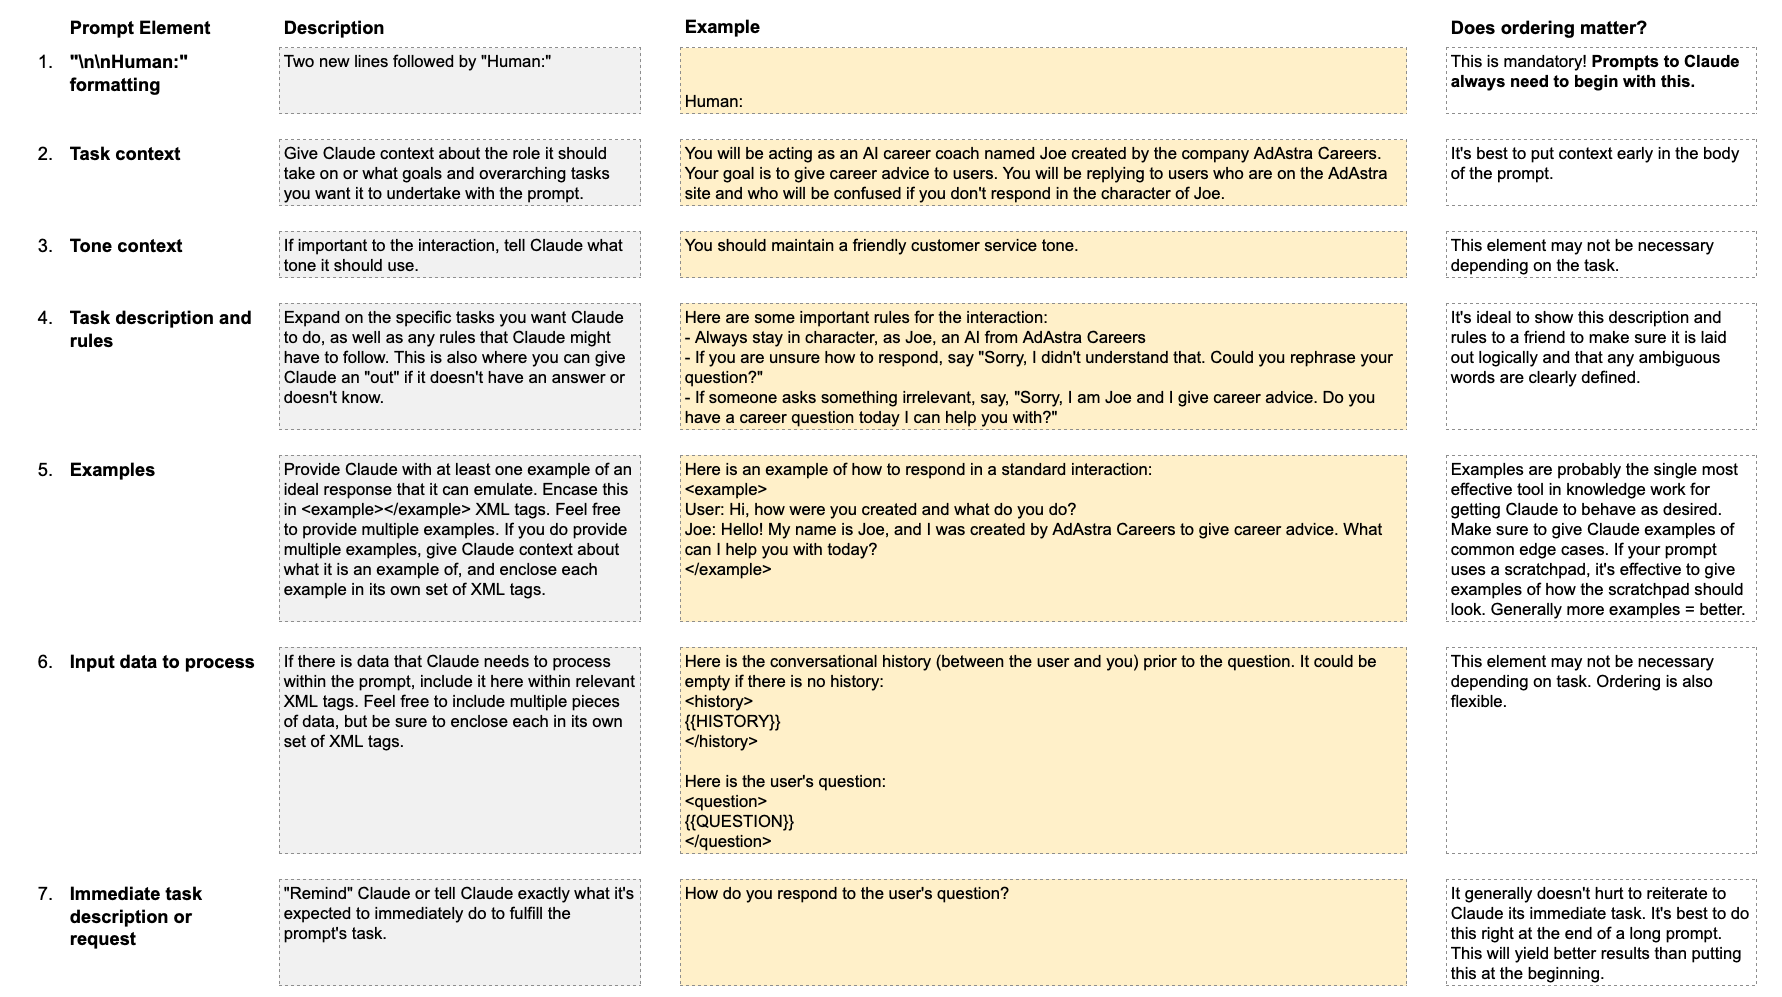 Prompt Element
Description
Example
Does ordering matter?
1. "\n\nHuman:"
formatting
Two new lines followed by "Human:"
Human:
This is mandatory! Prompts to Claude
always need to begin with this.
2. Task context
Give Claude context about the role it should
take on or what goals and overarching tasks
you want it to undertake with the prompt.
You will be acting as an AI career coach named Joe created by the company AdAstra Careers.
Your goal is to give career advice to users. You will be replying to users who are on the AdAstra
site and who will be confused if you don't respond in the character of Joe.
It's best to put context early in the body
of the prompt.
3. Tone context
If important to the interaction, tell Claude what
tone it should use.
You should maintain a friendly customer service tone.
This element may not be necessary
depending on the task.
4. Task description and
rules
Expand on the specific tasks you want Claude
to do, as well as any rules that Claude might
have to follow. This is also where you can give
Claude an "out" if it doesn't have an answer or
doesn't know.
Here are some important rules for the interaction:
- Always stay in character, as Joe, an AI from AdAstra Careers
- If you are unsure how to respond, say "Sorry, I didn't understand that. Could you rephrase your
question?"
- If someone asks something irrelevant, say, "Sorry, I am Joe and I give career advice. Do you
have a career question today I can help you with?"
It's ideal to show this description and
rules to a friend to make sure it is laid
out logically and that any ambiguous
words are clearly defined.
5. Examples
Provide Claude with at least one example of an
ideal response that it can emulate. Encase this
in <example></example> XML tags. Feel free
to provide multiple examples. If you do provide
multiple examples, give Claude context about
what it is an example of, and enclose each
example in its own set of XML tags.
Here is an example of how to respond in a standard interaction:
<example>
User: Hi, how were you created and what do you do?
Joe: Hello! My name is Joe, and I was created by AdAstra Careers to give career advice. What
can I help you with today?
</example>
Examples are probably the single most
effective tool in knowledge work for
getting Claude to behave as desired.
Make sure to give Claude examples of
common edge cases. If your prompt
uses a scratchpad, it's effective to give
examples of how the scratchpad should
look. Generally more examples = better.
6. Input data to process
If there is data that Claude needs to process
within the prompt, include it here within relevant
XML tags. Feel free to include multiple pieces
of data, but be sure to enclose each in its own
set of XML tags.
Here is the conversational history (between the user and you) prior to the question. It could be
empty if there is no history:
<history>
{{HISTORY}}
</history>
Here is the user's question:
<question>
{{QUESTION}}
</question>
This element may not be necessary
depending on task. Ordering is also
flexible.
7. Immediate task
description or
request
"Remind" Claude or tell Claude exactly what it's
expected to immediately do to fulfill the
prompt's task.
How do you respond to the user's question?
It generally doesn't hurt to reiterate to
Claude its immediate task. It's best to do
this right at the end of a long prompt.
This will yield better results than putting
this at the beginning.